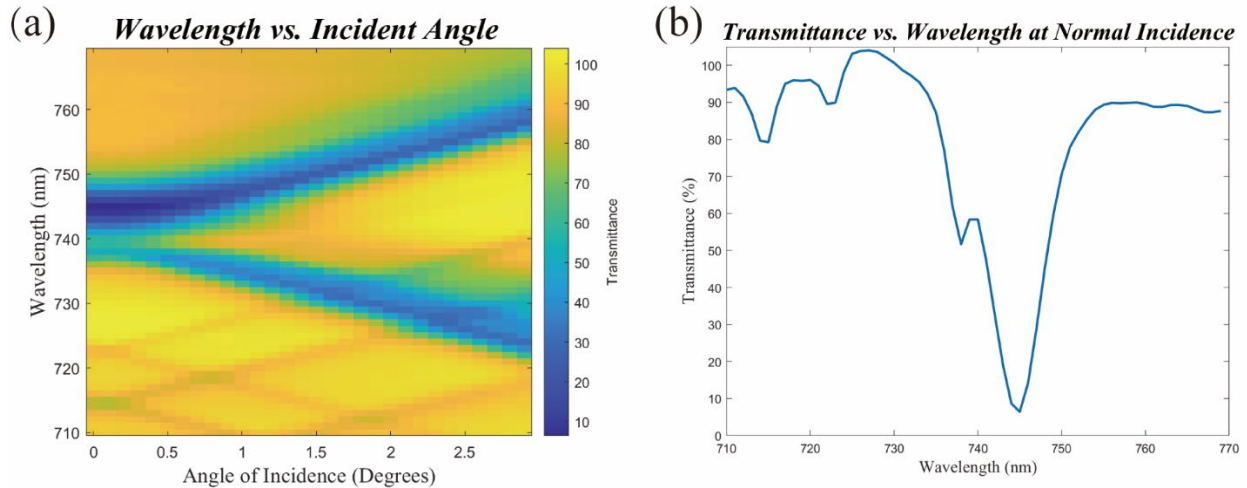 (a)
Wavelength vs. Incident Angle
Wavelength (nm)
760
750
740
730
720
710
0 0.5 1 1.5 2 2.5
Angle of Incidence (Degrees)
100
90
80
70
60
50
40
30
20
10
Transmittance
(b)
Transmittance vs. Wavelength at Normal Incidence
Transmittance (%)
100
90
80
70
60
50
40
30
20
10
0
710 720 730 740 750 760 770
Wavelength (nm)